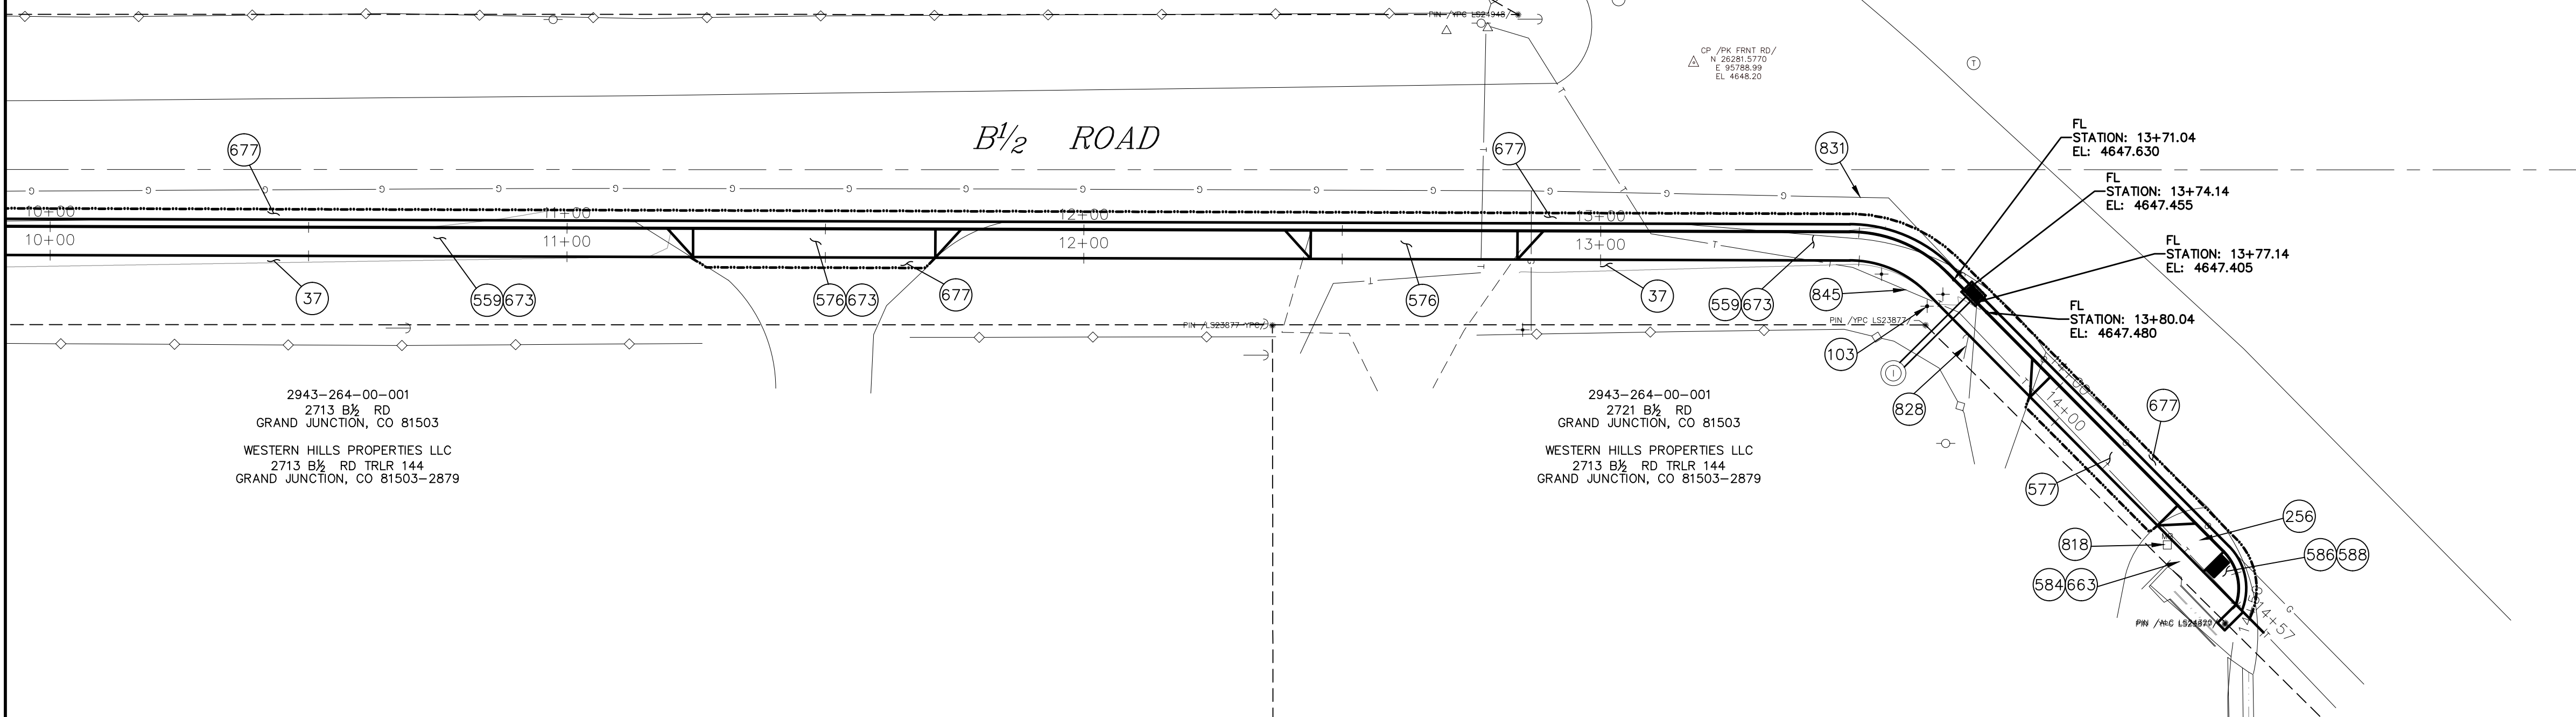 PIN /YPC LS24948/
CP /PK FRNT RD/
N 26281.5770
E 95788.99
EL 4648.20
T
B½ ROAD
677
677
831
FL
STATION: 13+71.04
EL: 4647.630
FL
STATION: 13+74.14
EL: 4647.455
FL
STATION: 13+77.14
EL: 4647.405
FL
STATION: 13+80.04
EL: 4647.480
G G G G G G G G G G G G G G G G
10+00
11+00
12+00
13+00
10+00
11+00
12+00
13+00
37
559 673
576 673
677
576
37
559 673
845
103
828
PIN /LS23877 YPC/
PIN /YPC LS23877/
2943-264-00-001
2713 B½ RD
GRAND JUNCTION, CO 81503
WESTERN HILLS PROPERTIES LLC
2713 B½ RD TRLR 144
GRAND JUNCTION, CO 81503-2879
2943-264-00-001
2721 B½ RD
GRAND JUNCTION, CO 81503
WESTERN HILLS PROPERTIES LLC
2713 B½ RD TRLR 144
GRAND JUNCTION, CO 81503-2879
14+00
677
577
256
818
586 588
584 663
14+57